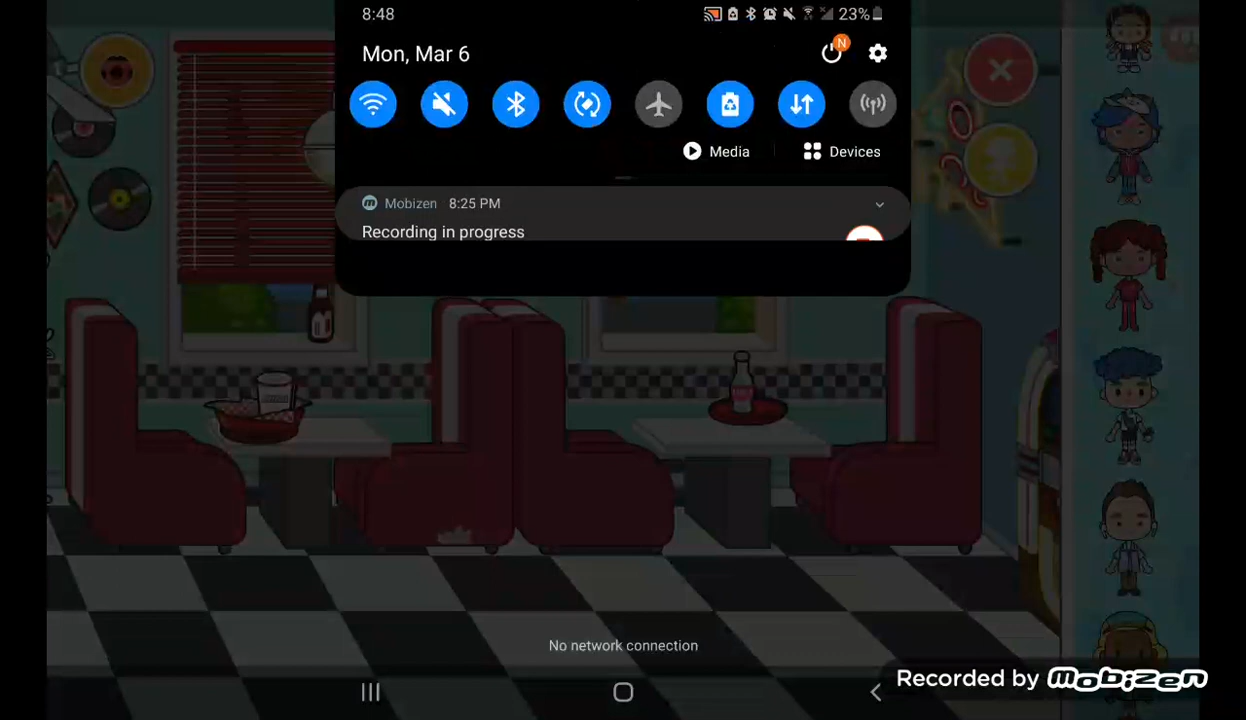 8:48
23%
Mon, Mar 6
N
Media
Devices
Mobizen 8:25 PM
Recording in progress
No network connection
Recorded by Mobizen